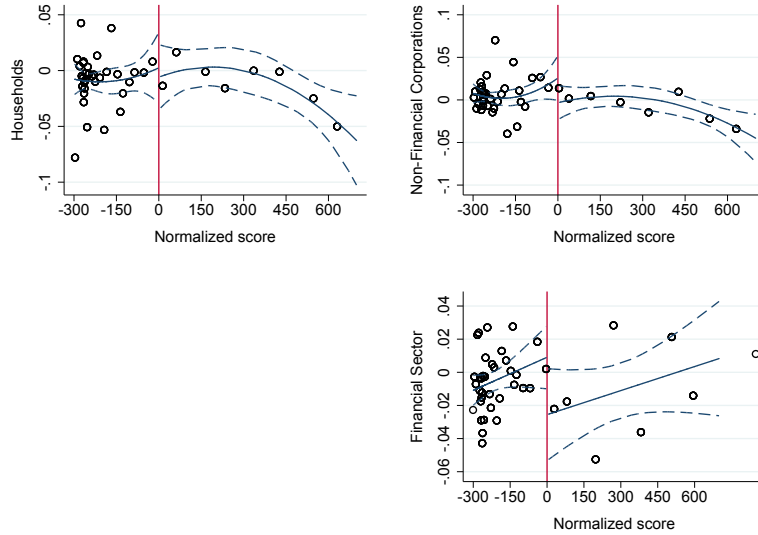 Households
.05
0
-.05
-.1
-300 -150 0 150 300 450 600
Normalized score
Non-Financial Corporations
.1
.05
0
-.05
-.1
-300 -150 0 150 300 450 600
Normalized score
Financial Sector
.04
.02
0
-.02
-.04
-.06
-300 -150 0 150 300 450 600
Normalized score